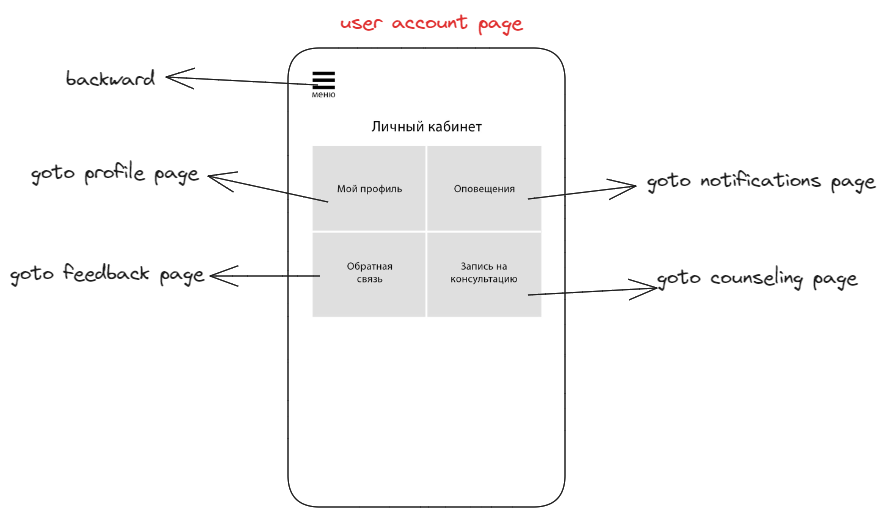 user account page
backward
меню
Личный кабинет
goto profile page
Мой профиль
Оповещения
goto notifications page
goto feedback page
Обратная
связь
Запись на
консультацию
goto counseling page